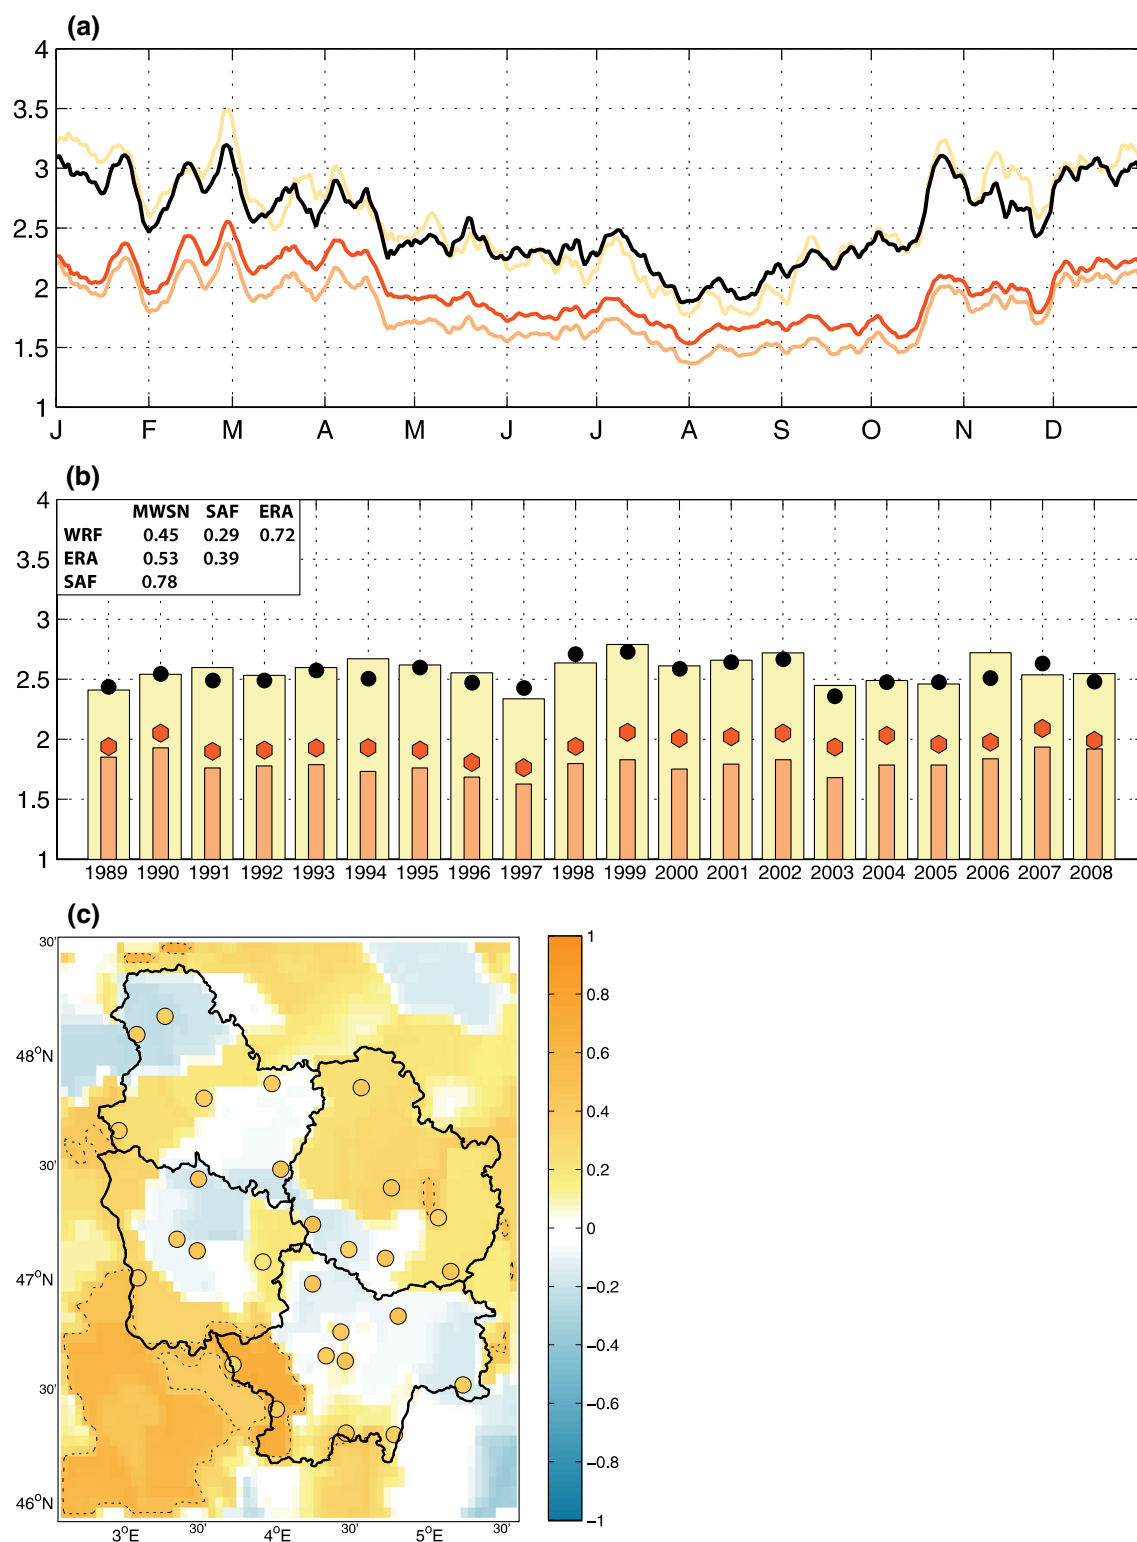 (a)
4
3.5
3
2.5
2
1.5
1
J F M A M J J A S O N D
(b)
4
3.5
3
2.5
2
1.5
1
MWSN SAF ERA
WRF 0.45 0.29 0.72
ERA 0.53 0.39
SAF 0.78
1989 1990 1991 1992 1993 1994 1995 1996 1997 1998 1999 2000 2001 2002 2003 2004 2005 2006 2007 2008
(c)
30'
48°N
30'
47°N
30'
46°N
3°E 30' 4°E 30' 5°E 30'
1
0.8
0.6
0.4
0.2
0
−0.2
−0.4
−0.6
−0.8
−1